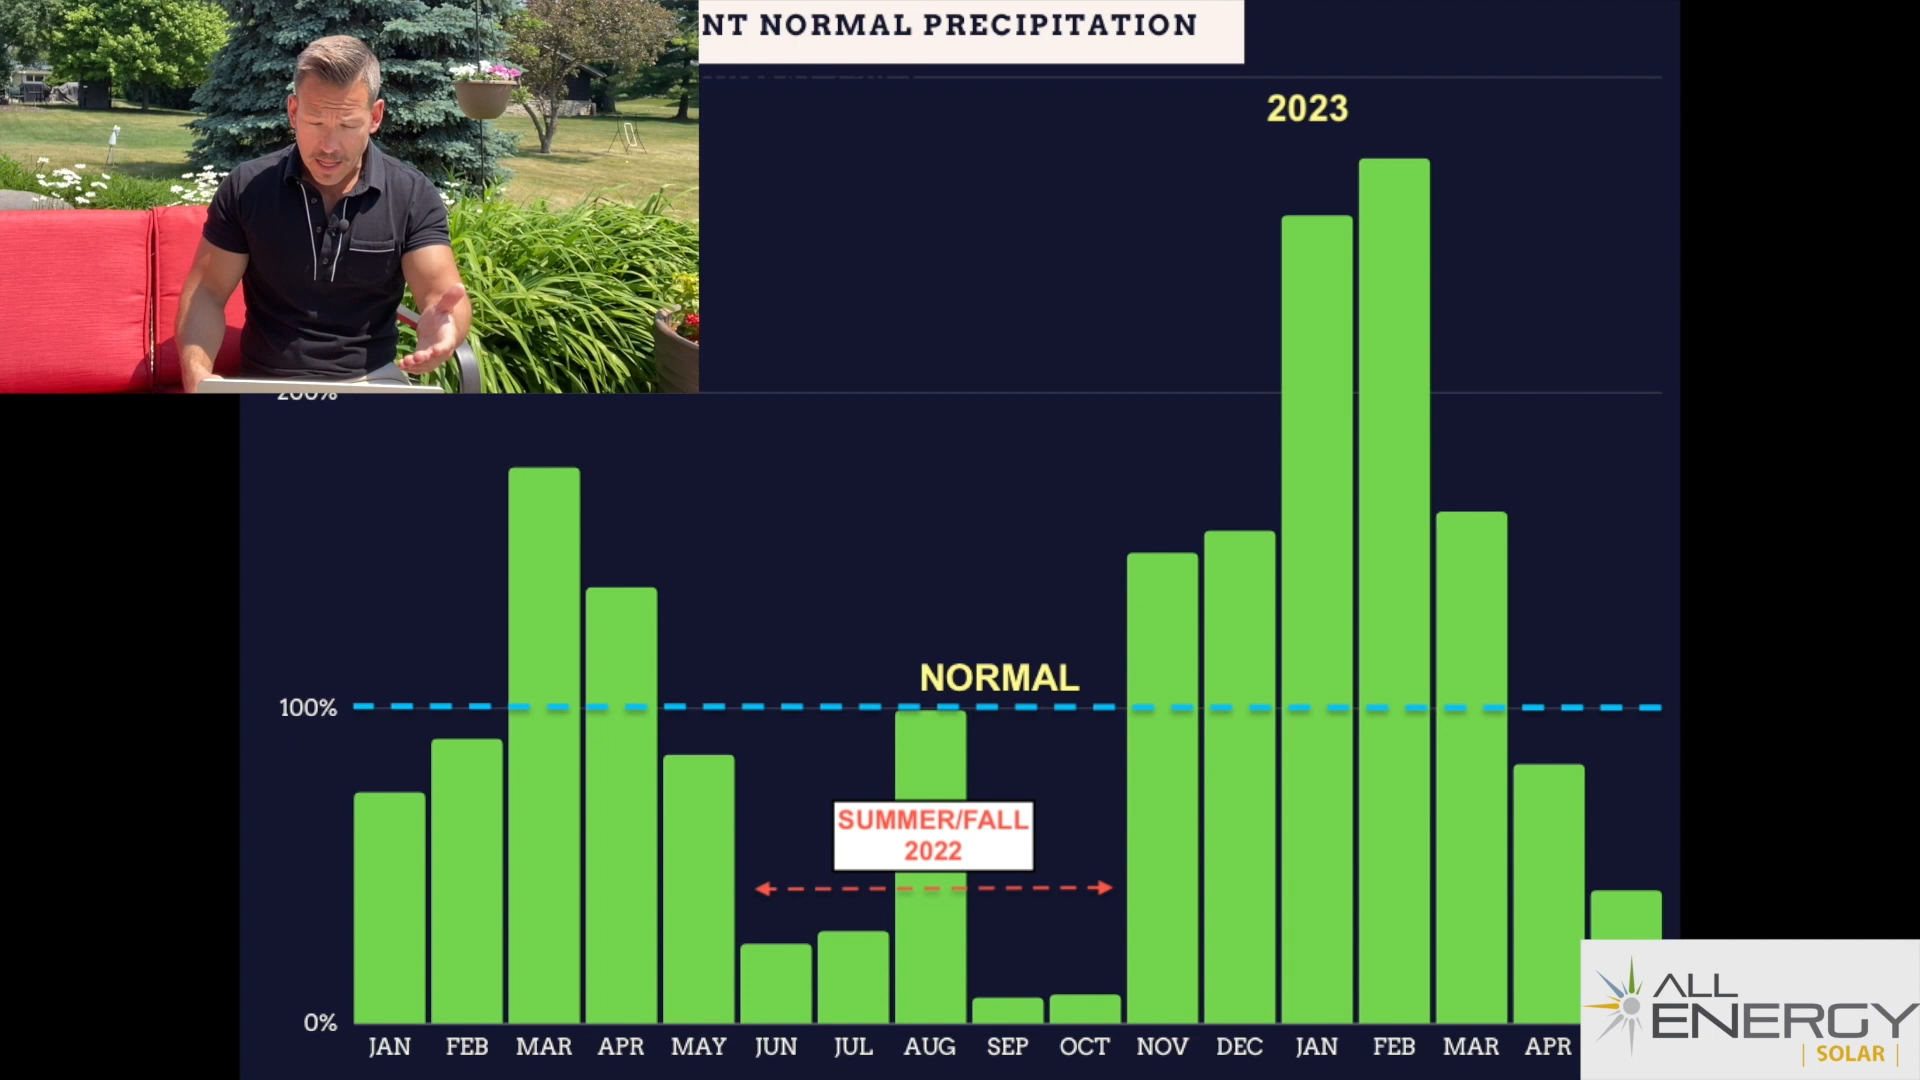 NT NORMAL PRECIPITATION
2023
200%
NORMAL
100%
SUMMER/FALL
2022
0%
JAN FEB MAR APR MAY JUN JUL AUG SEP OCT NOV DEC JAN FEB MAR APR
ALL
ENERGY
| SOLAR |